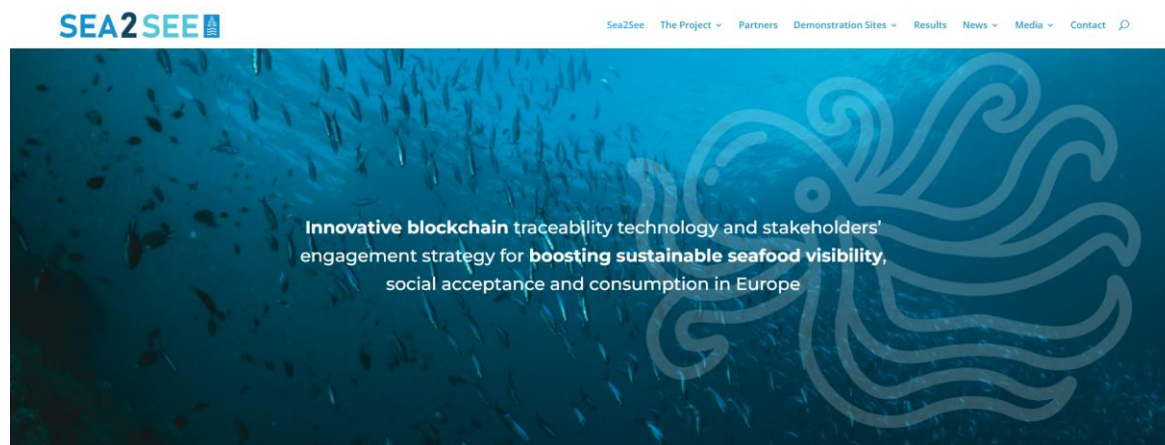 SEA2SEE
Sea2See The Project Partners Demonstration Sites Results News Media Contact
Innovative blockchain traceability technology and stakeholders'
engagement strategy for boosting sustainable seafood visibility,
social acceptance and consumption in Europe